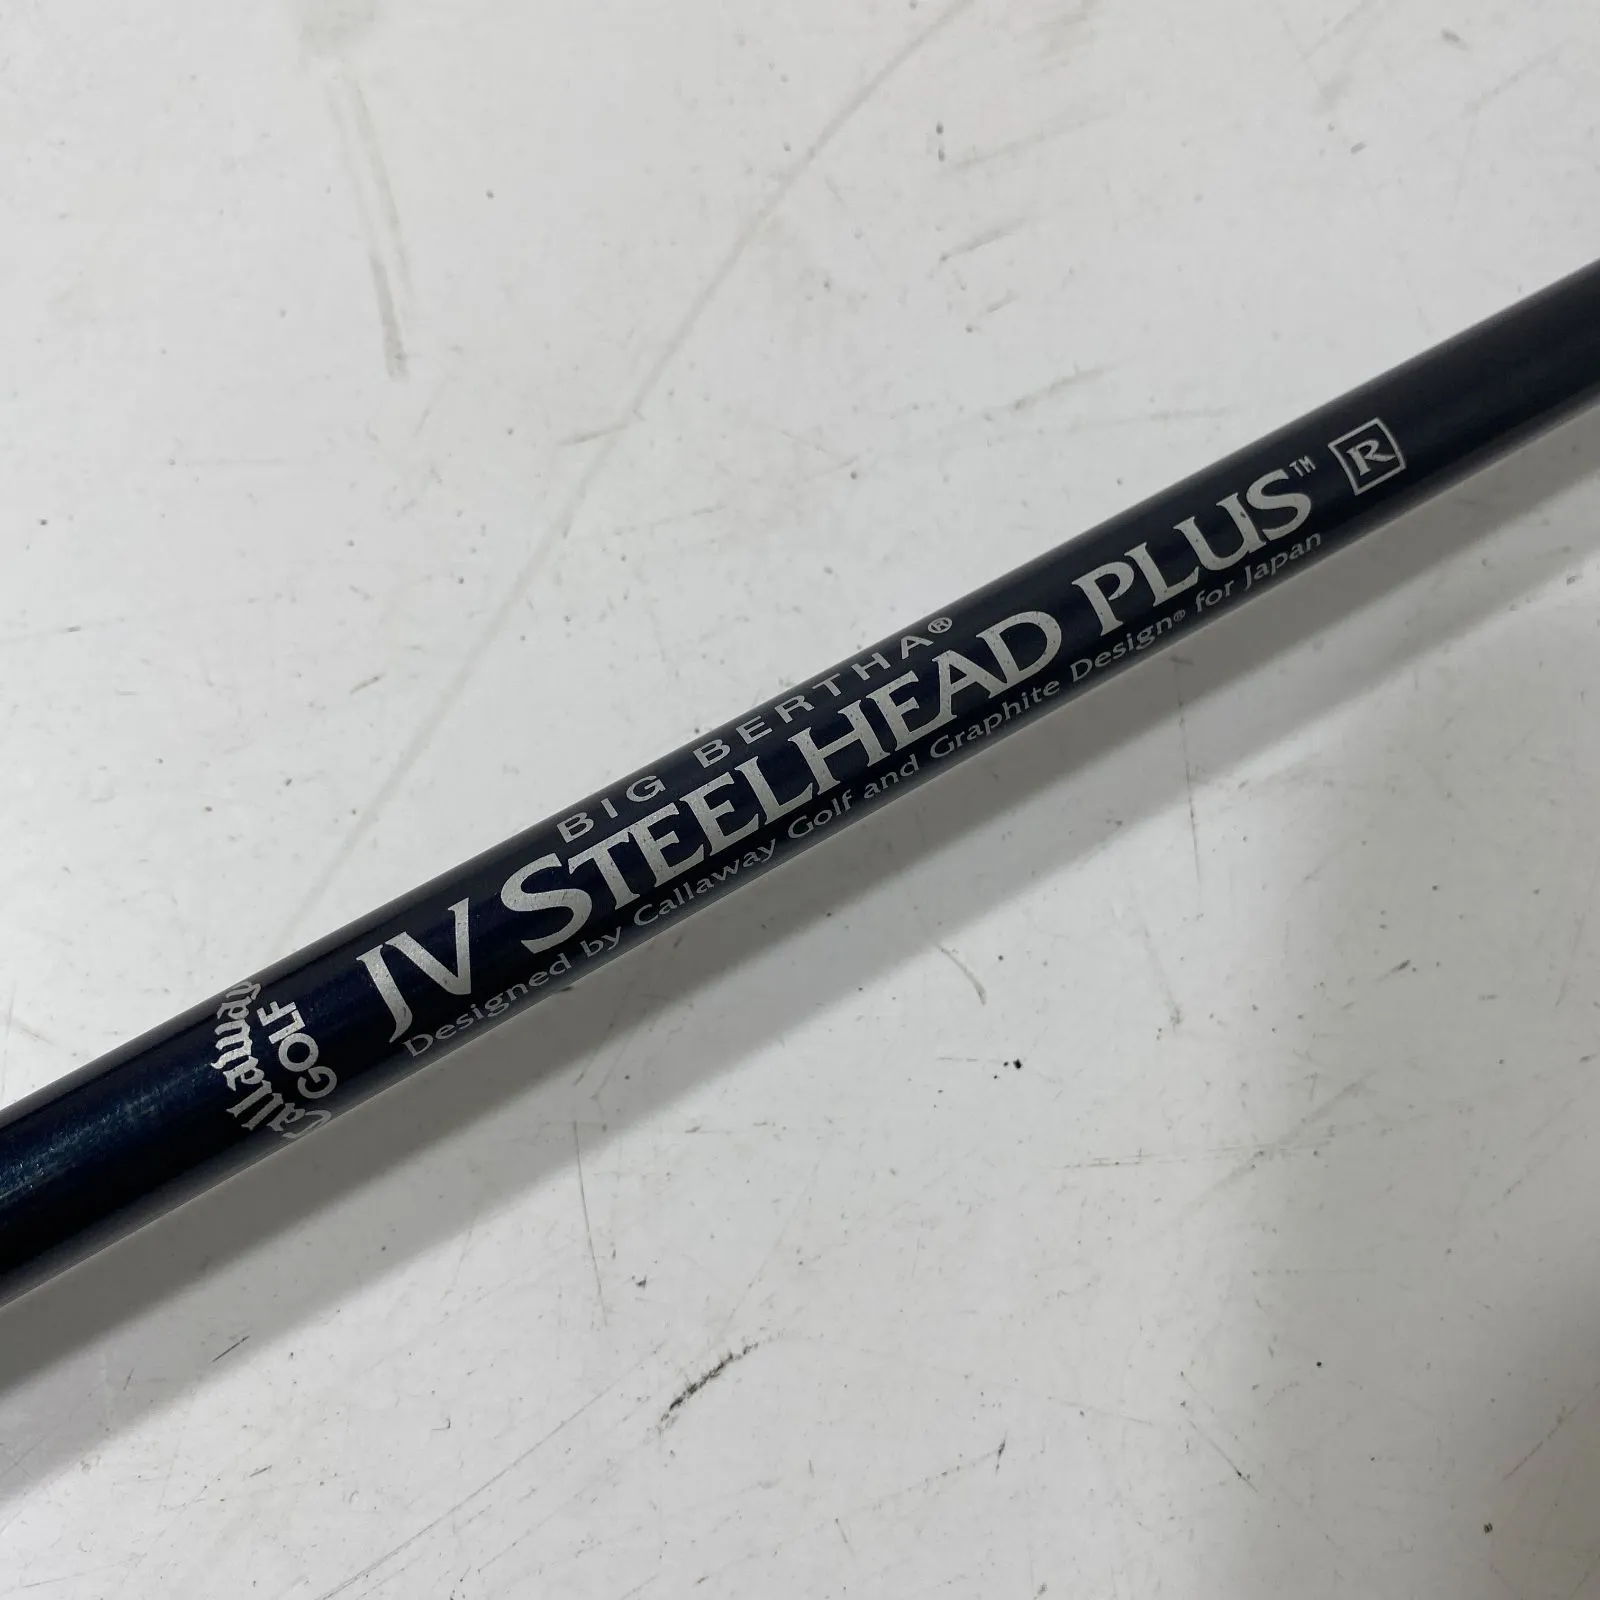 Callaway
GOLF
BIG BERTHA®
JV STEELHEAD PLUS™ R
Designed by Callaway Golf and Graphite Design® for Japan